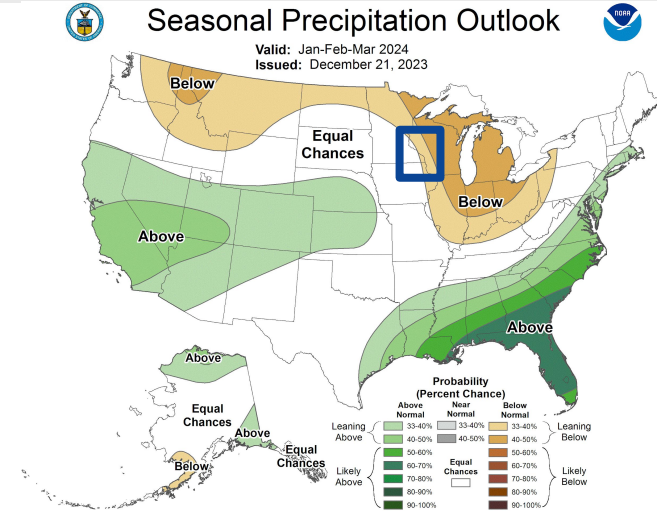 Seasonal Precipitation Outlook
NOAA
Valid: Jan-Feb-Mar 2024
Issued: December 21, 2023
Below
Equal
Chances
Below
Above
Above
Above
Equal
Chances
Above
Below
Equal
Chances
Probability
(Percent Chance)
Above
Normal
Near
Normal
Below
Normal
Leaning
Above
33-40%
40-50%
33-40%
40-50%
33-40%
40-50%
Leaning
Below
Likely
Above
50-60%
60-70%
70-80%
80-90%
90-100%
Equal
Chances
50-60%
60-70%
70-80%
80-90%
90-100%
Likely
Below